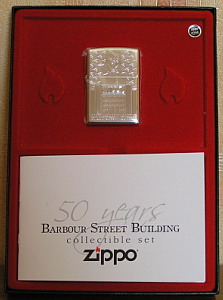 50 years
BARBOUR STREET BUILDING
collectible set
zippo